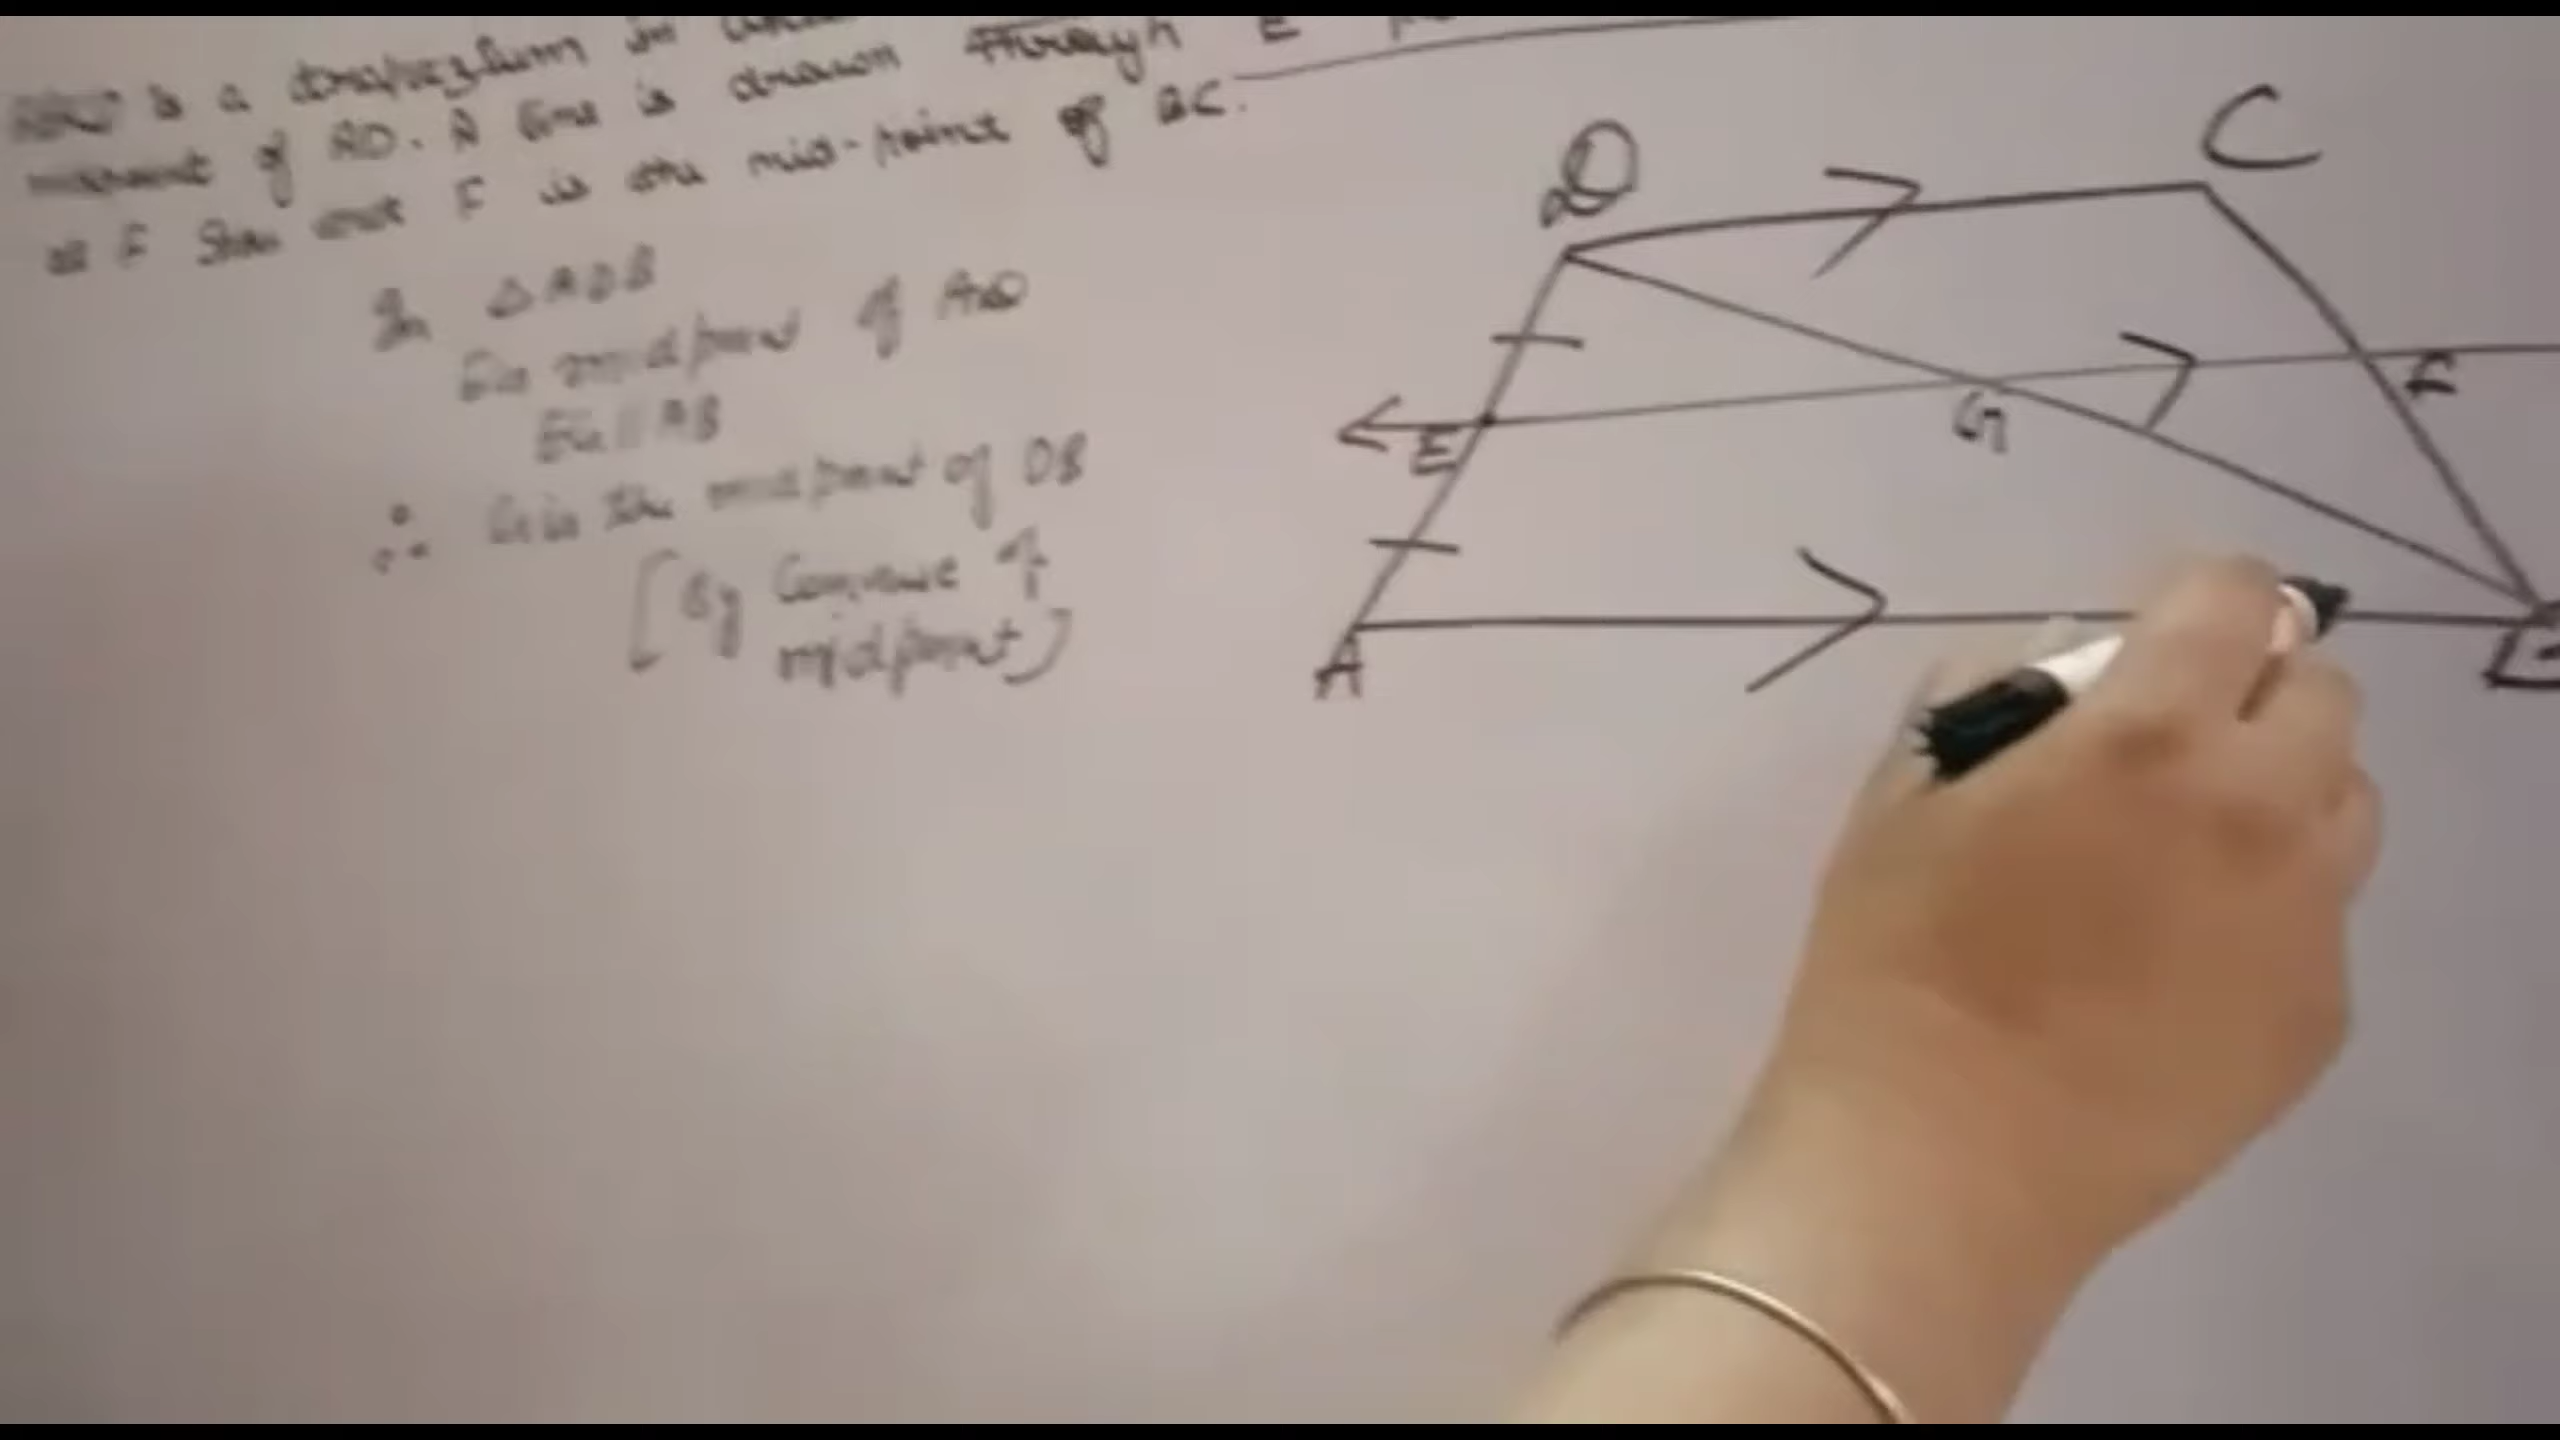 is a trapezium in
midpoint of AD. A line is drawn through E
at F Show that F is the mid-point of BC.
In △ADB
E is midpoint of AD
EG || AB
∴ G is the midpoint of DB
[By Converse of
midpoint]
D
C
E
G
F
A